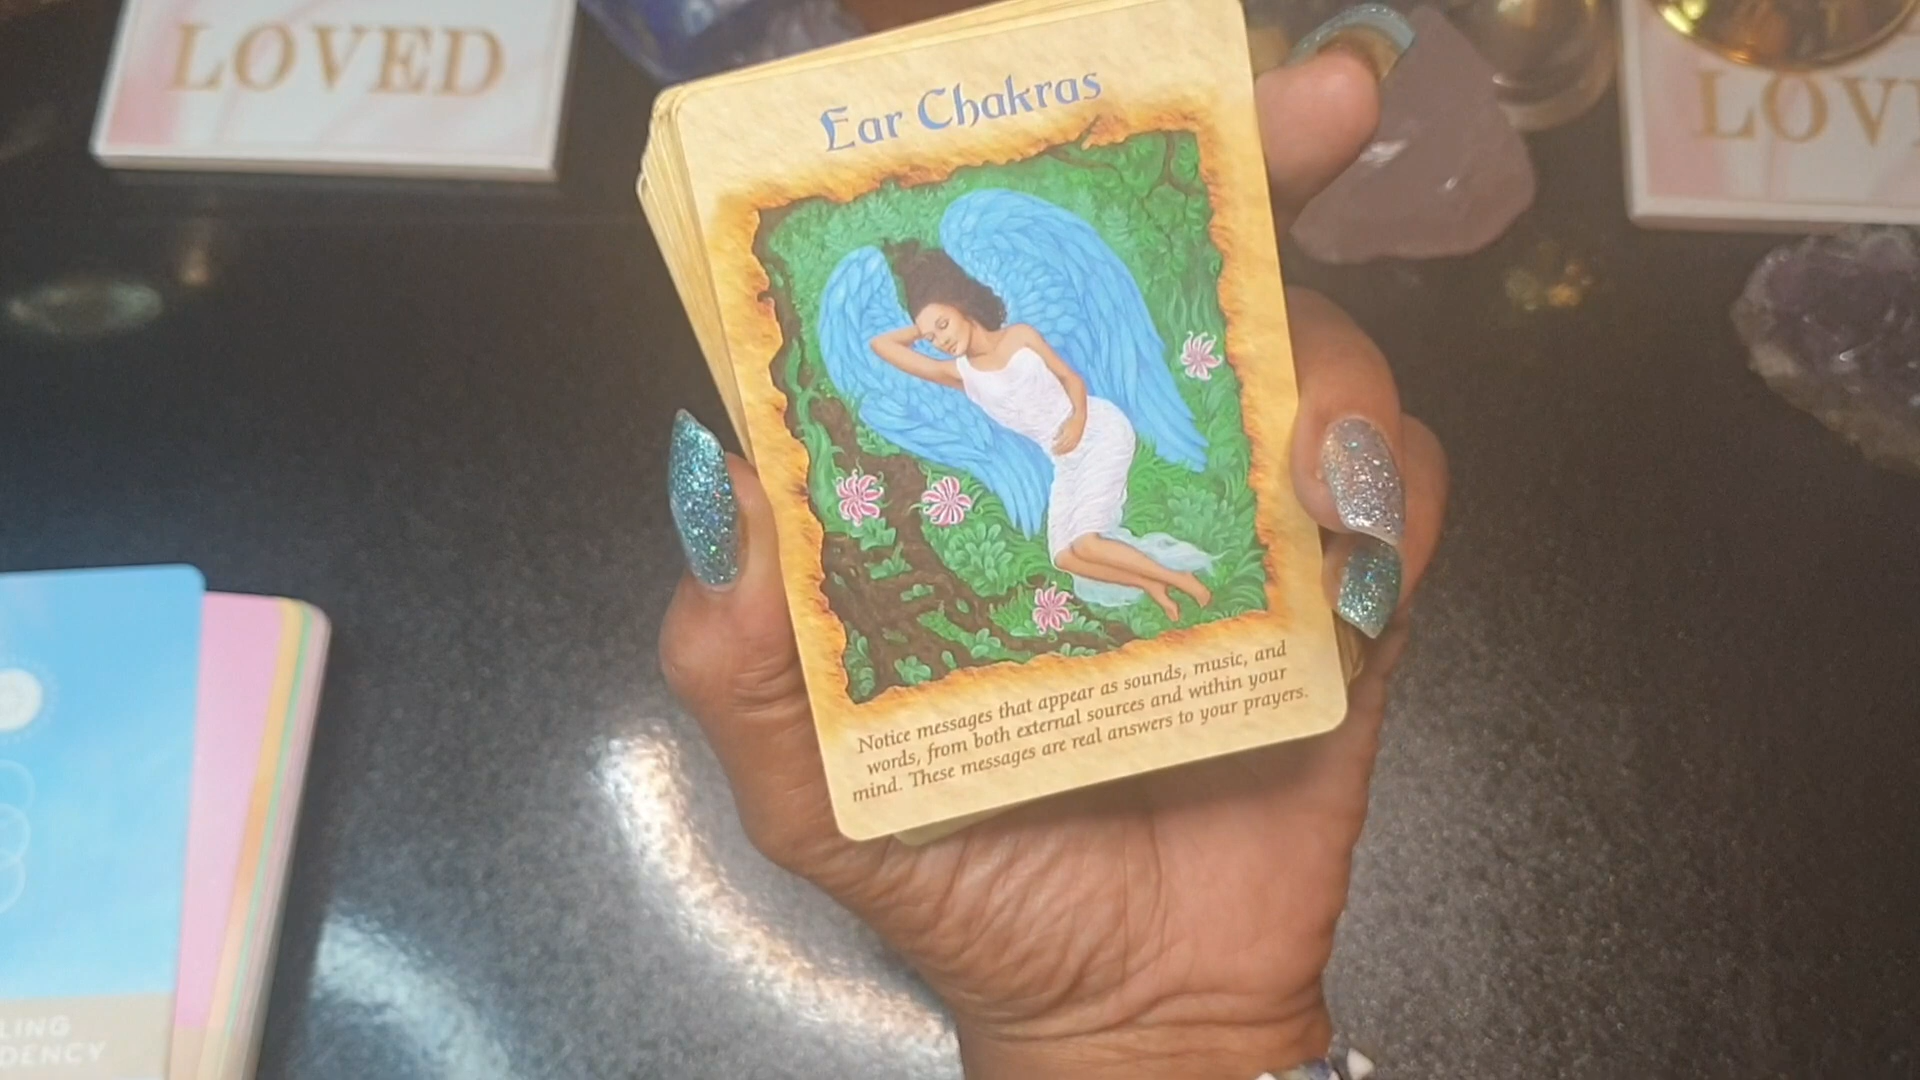 LOVED
LOV
Ear Chakras
Notice messages that appear as sounds, music, and
words, from both external sources and within your
mind. These messages are real answers to your prayers.
LING
DENCY